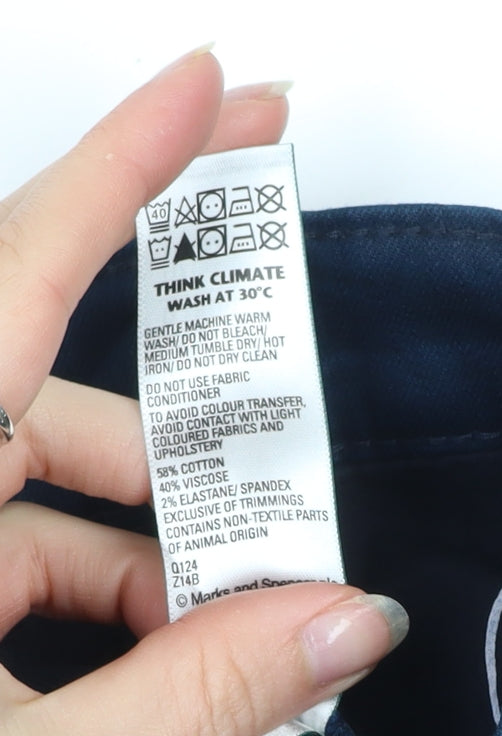 40
THINK CLIMATE
WASH AT 30°C
GENTLE MACHINE WARM
WASH/ DO NOT BLEACH/
MEDIUM TUMBLE DRY/ HOT
IRON/ DO NOT DRY CLEAN
DO NOT USE FABRIC
CONDITIONER
TO AVOID COLOUR TRANSFER,
AVOID CONTACT WITH LIGHT
COLOURED FABRICS AND
UPHOLSTERY
58% COTTON
40% VISCOSE
2% ELASTANE/ SPANDEX
EXCLUSIVE OF TRIMMINGS
CONTAINS NON-TEXTILE PARTS
OF ANIMAL ORIGIN
Q124
Z14B
© Marks and